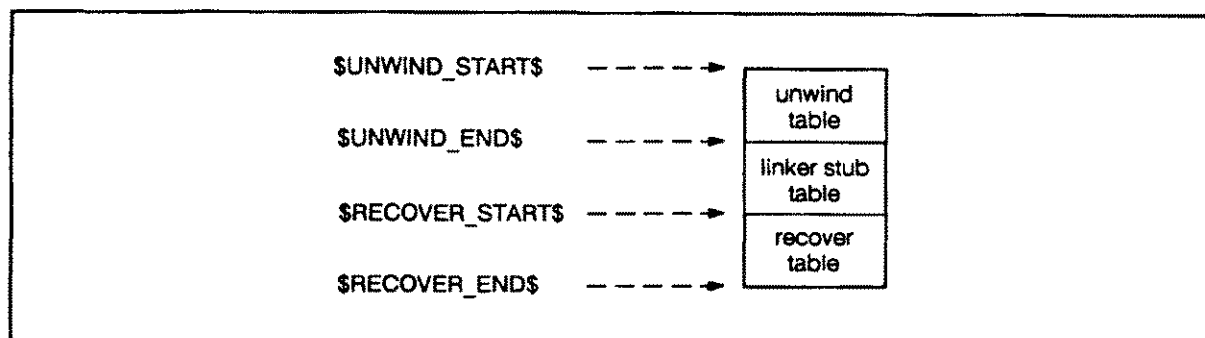 $UNWIND_START$
unwind
table
$UNWIND_END$
linker stub
table
$RECOVER_START$
recover
table
$RECOVER_END$